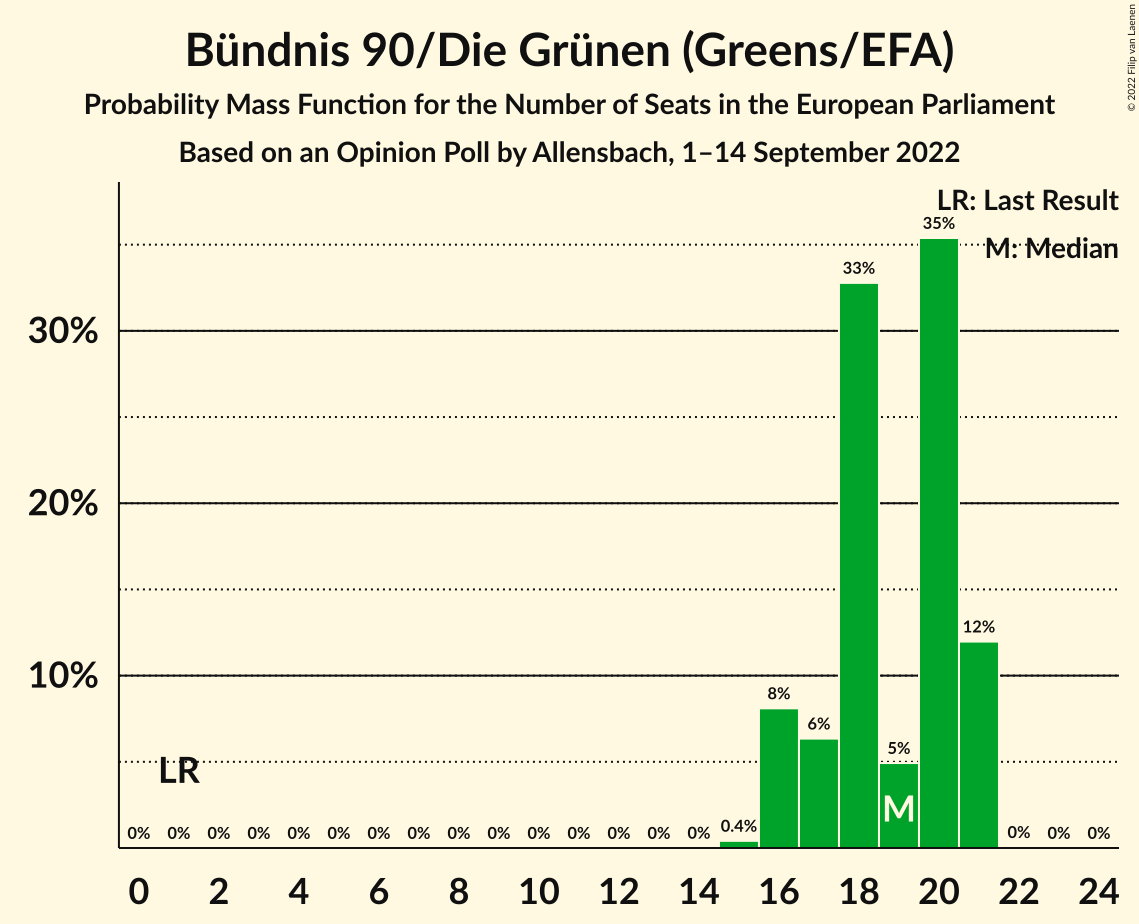 Bündnis 90/Die Grünen (Greens/EFA)
Probability Mass Function for the Number of Seats in the European Parliament
Based on an Opinion Poll by Allensbach, 1–14 September 2022
© 2022 Filip van Laenen
LR: Last Result
M: Median
35%
33%
30%
20%
12%
10%
8%
6%
5%
LR
M
0% 0% 0% 0% 0% 0% 0% 0% 0% 0% 0% 0% 0% 0% 0% 0.4% 0% 0% 0%
0 2 4 6 8 10 12 14 16 18 20 22 24